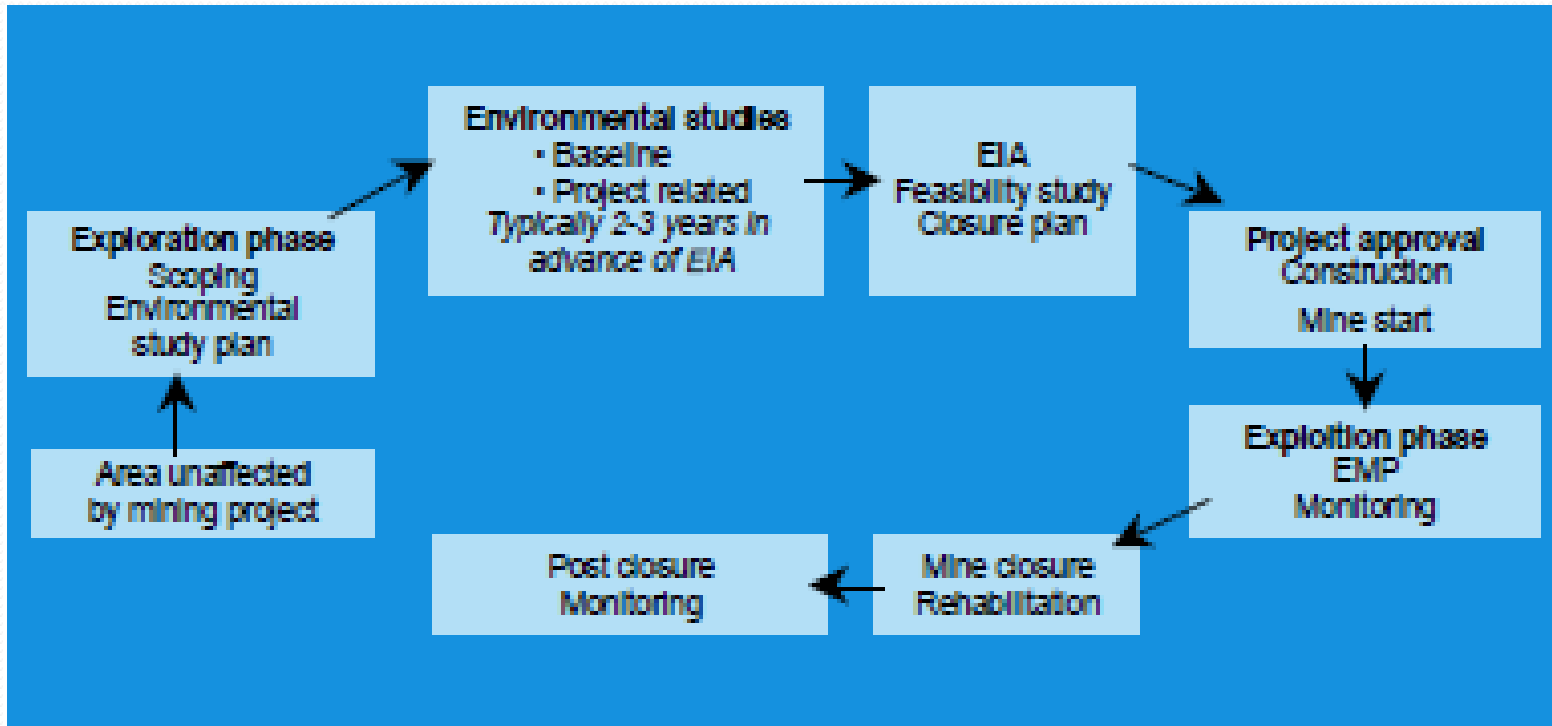 Area unaffected
by mining project
Exploration phase
Scoping
Environmental
study plan
Environmental studies
• Baseline
• Project related
Typically 2-3 years in
advance of EIA
EIA
Feasibility study
Closure plan
Project approval
Construction
Mine start
Exploition phase
EMP
Monitoring
Mine closure
Rehabilitation
Post closure
Monitoring